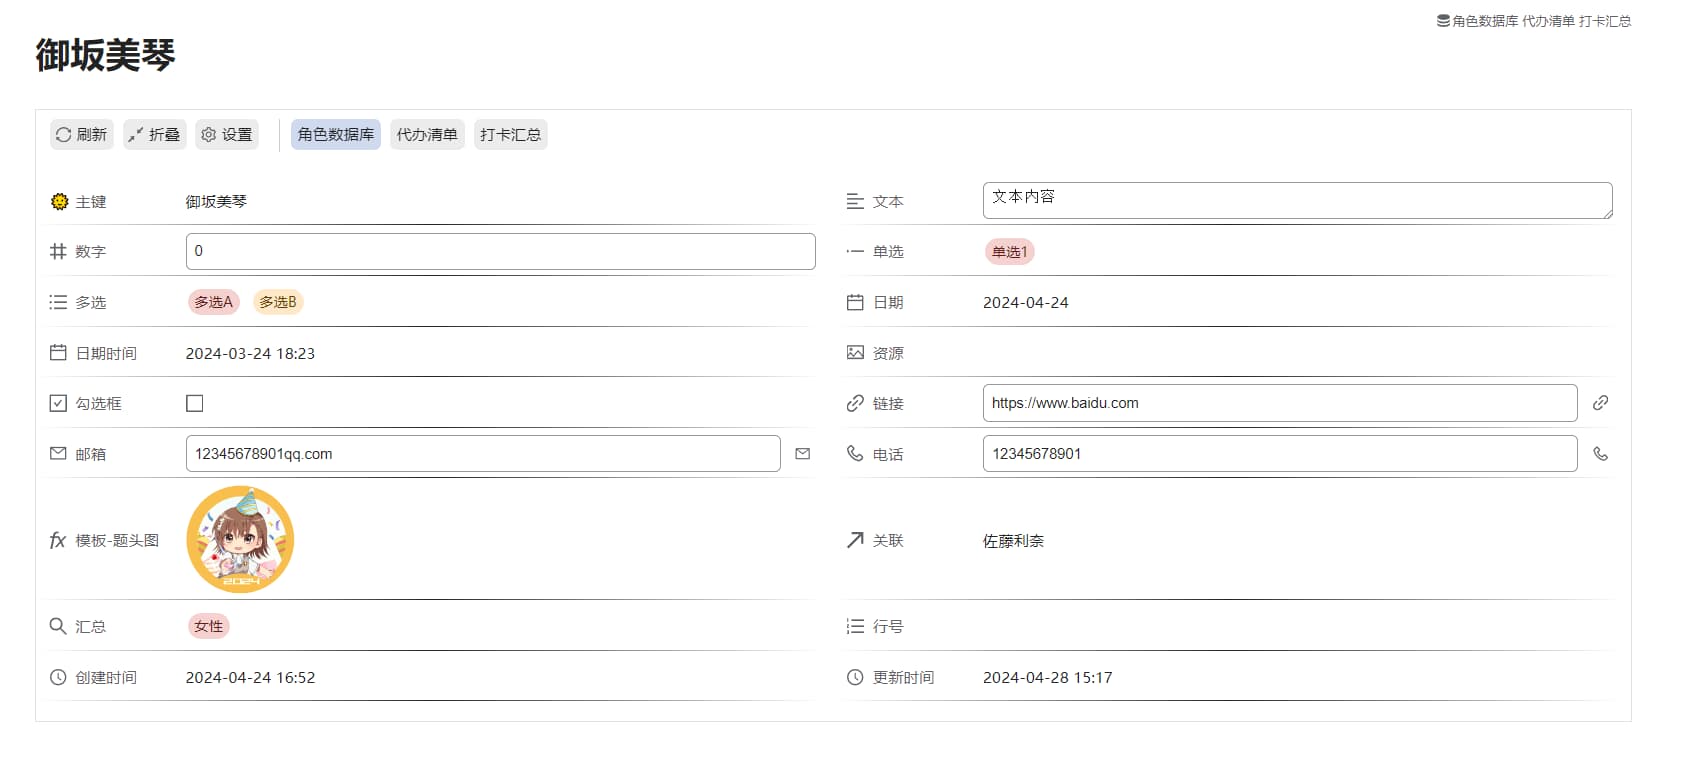 角色数据库 代办清单 打卡汇总
御坂美琴
刷新 折叠 设置 角色数据库 代办清单 打卡汇总
主键 御坂美琴 文本 文本内容
数字 0 单选 单选1
多选 多选A 多选B 日期 2024-04-24
日期时间 2024-03-24 18:23 资源
勾选框 链接 https://www.baidu.com
邮箱 12345678901qq.com 电话 12345678901
模板-题头图 2024 关联 佐藤利奈
汇总 女性 行号
创建时间 2024-04-24 16:52 更新时间 2024-04-28 15:17